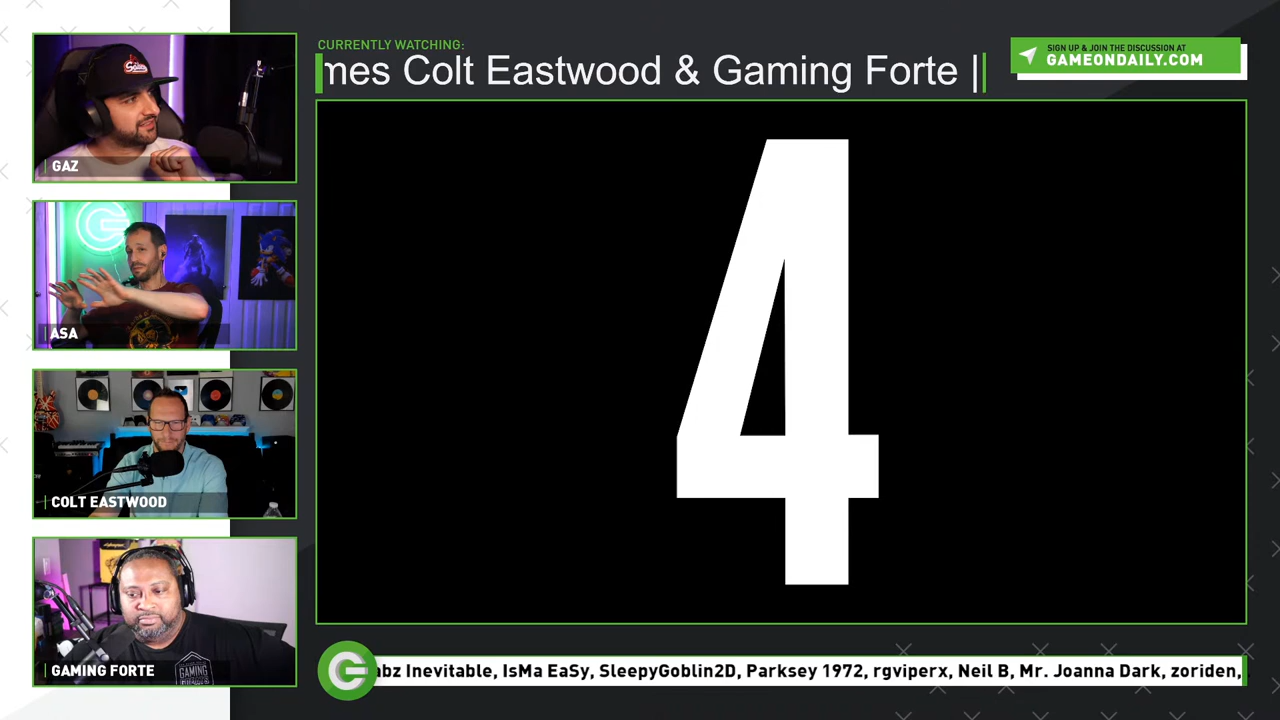 CURRENTLY WATCHING:
mes Colt Eastwood & Gaming Forte |
SIGN UP & JOIN THE DISCUSSION AT
GAMEONDAILY.COM
GAZ
ASA
COLT EASTWOOD
GAMING FORTE
4
abz Inevitable, IsMa EaSy, SleepyGoblin2D, Parksey 1972, rgviperx, Neil B, Mr. Joanna Dark, zoriden,